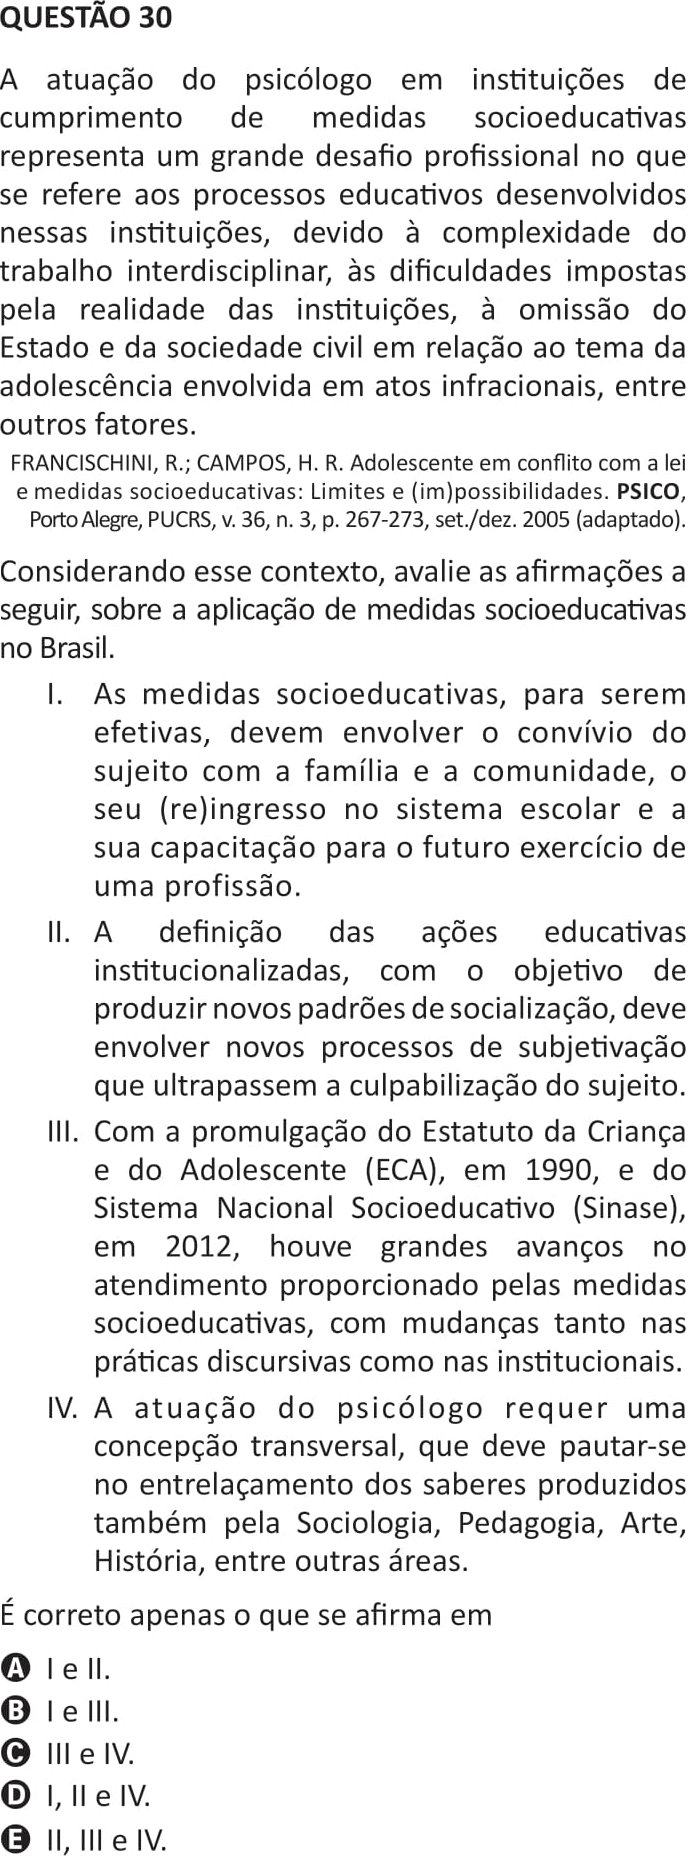 QUESTÃO 30
A atuação do psicólogo em instituições de
cumprimento de medidas socioeducativas
representa um grande desafio profissional no que
se refere aos processos educativos desenvolvidos
nessas instituições, devido à complexidade do
trabalho interdisciplinar, às dificuldades impostas
pela realidade das instituições, à omissão do
Estado e da sociedade civil em relação ao tema da
adolescência envolvida em atos infracionais, entre
outros fatores.
FRANCISCHINI, R.; CAMPOS, H. R. Adolescente em conflito com a lei
e medidas socioeducativas: Limites e (im)possibilidades. PSICO,
Porto Alegre, PUCRS, v. 36, n. 3, p. 267-273, set./dez. 2005 (adaptado).
Considerando esse contexto, avalie as afirmações a
seguir, sobre a aplicação de medidas socioeducativas
no Brasil.
I. As medidas socioeducativas, para serem
efetivas, devem envolver o convívio do
sujeito com a família e a comunidade, o
seu (re)ingresso no sistema escolar e a
sua capacitação para o futuro exercício de
uma profissão.
II. A definição das ações educativas
institucionalizadas, com o objetivo de
produzir novos padrões de socialização, deve
envolver novos processos de subjetivação
que ultrapassem a culpabilização do sujeito.
III. Com a promulgação do Estatuto da Criança
e do Adolescente (ECA), em 1990, e do
Sistema Nacional Socioeducativo (Sinase),
em 2012, houve grandes avanços no
atendimento proporcionado pelas medidas
socioeducativas, com mudanças tanto nas
práticas discursivas como nas institucionais.
IV. A atuação do psicólogo requer uma
concepção transversal, que deve pautar-se
no entrelaçamento dos saberes produzidos
também pela Sociologia, Pedagogia, Arte,
História, entre outras áreas.
É correto apenas o que se afirma em
A I e II.
B I e III.
C III e IV.
D I, II e IV.
E II, III e IV.